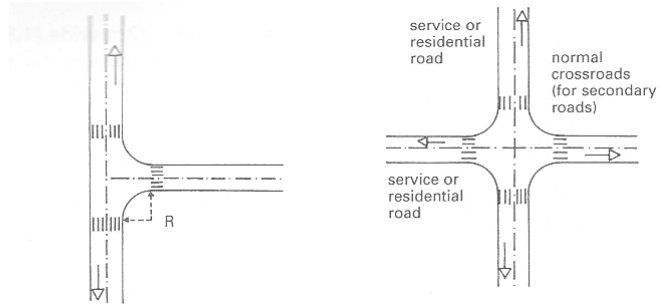 service or
residential
road
normal
crossroads
(for secondary
roads)
service or
residential
road
R